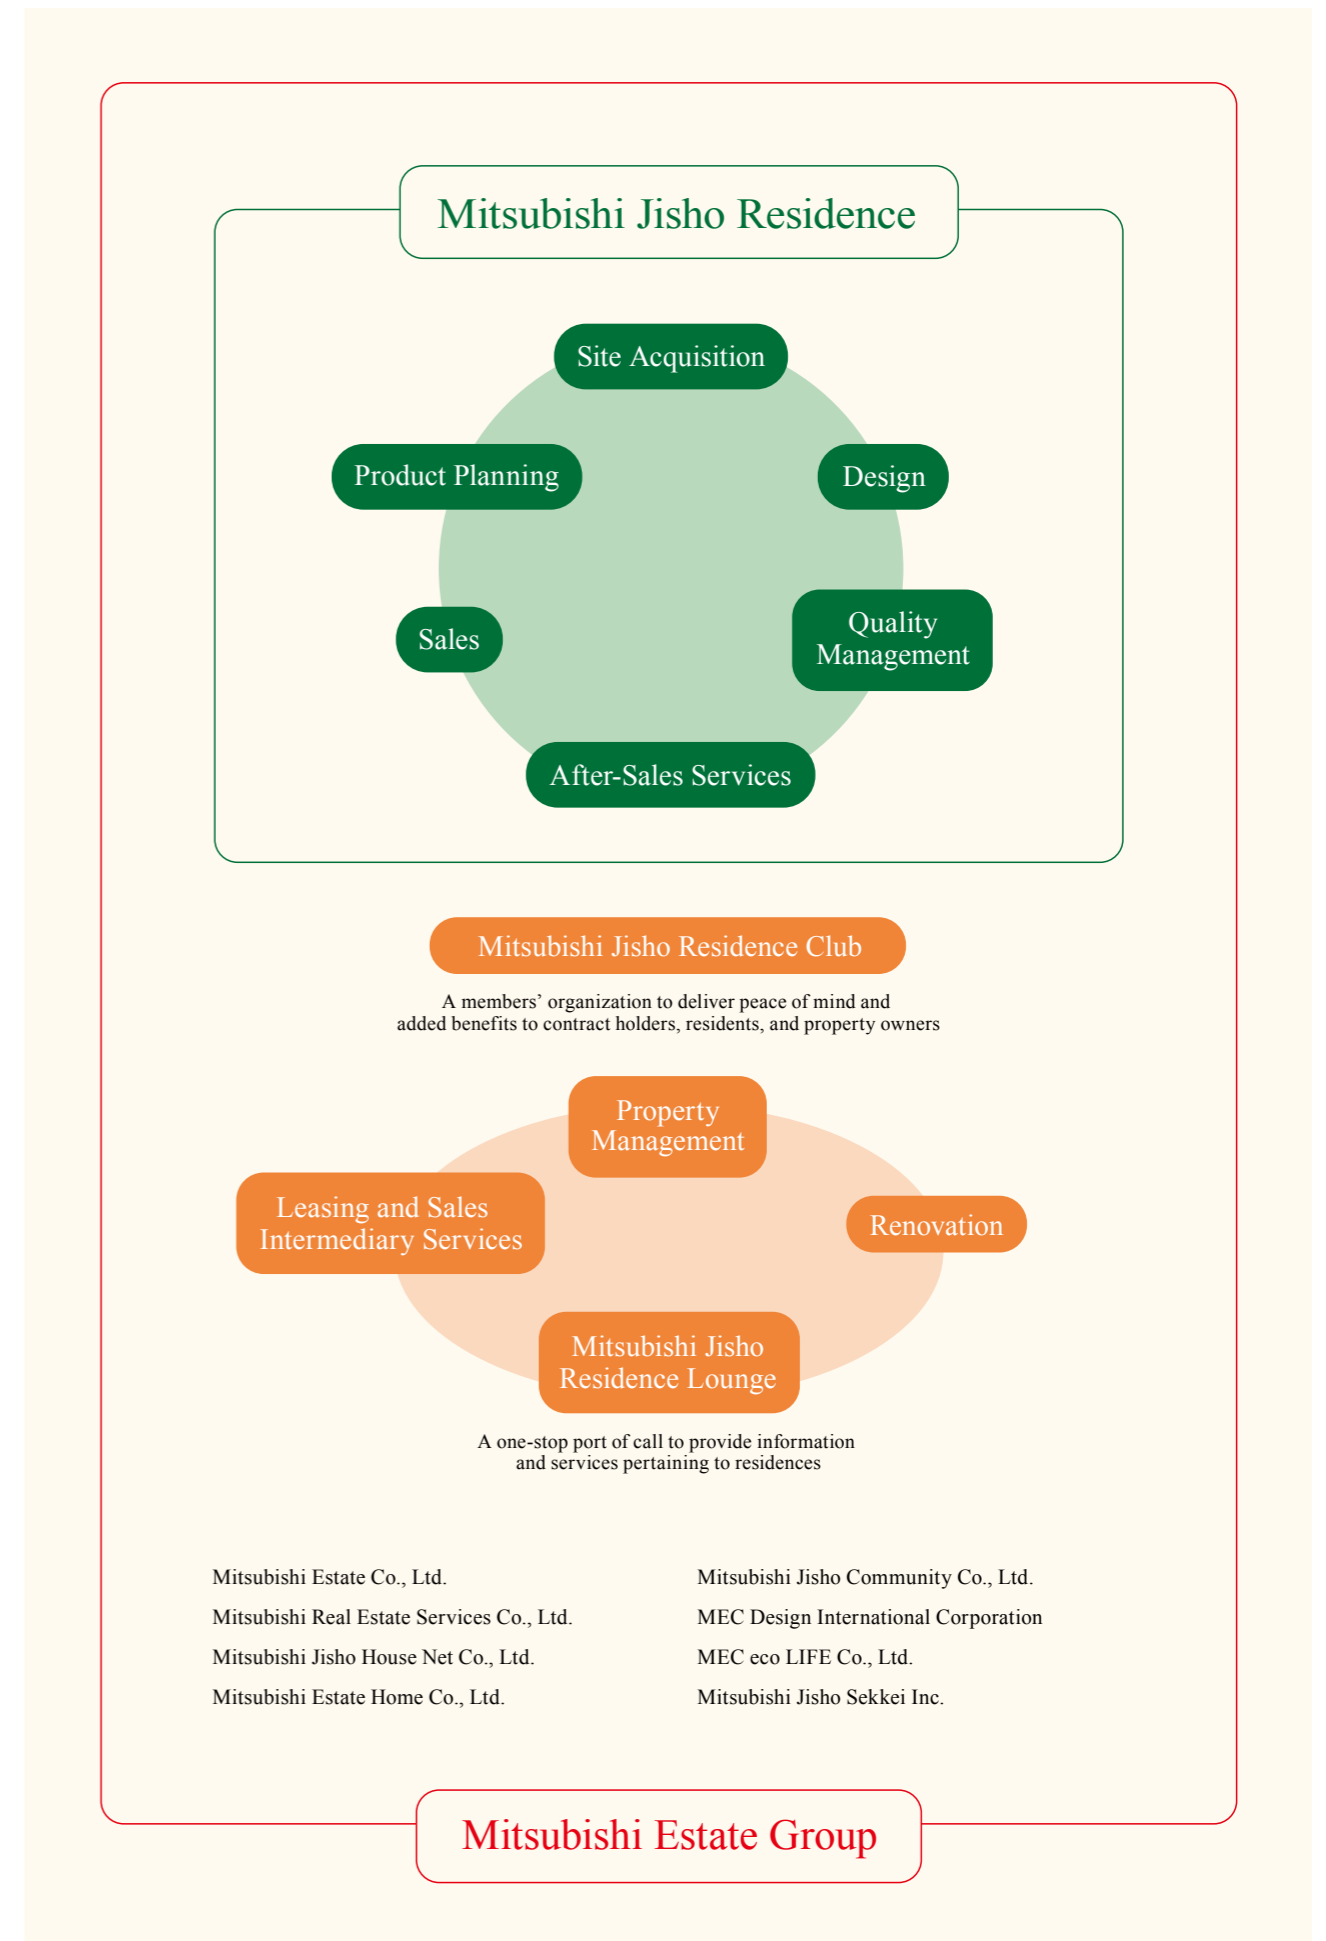 Mitsubishi Jisho Residence
Site Acquisition
Product Planning
Design
Sales
Quality
Management
After-Sales Services
Mitsubishi Jisho Residence Club
A members’ organization to deliver peace of mind and
added benefits to contract holders, residents, and property owners
Property
Management
Leasing and Sales
Intermediary Services
Renovation
Mitsubishi Jisho
Residence Lounge
A one-stop port of call to provide information
and services pertaining to residences
Mitsubishi Estate Co., Ltd.
Mitsubishi Real Estate Services Co., Ltd.
Mitsubishi Jisho House Net Co., Ltd.
Mitsubishi Estate Home Co., Ltd.
Mitsubishi Jisho Community Co., Ltd.
MEC Design International Corporation
MEC eco LIFE Co., Ltd.
Mitsubishi Jisho Sekkei Inc.
Mitsubishi Estate Group